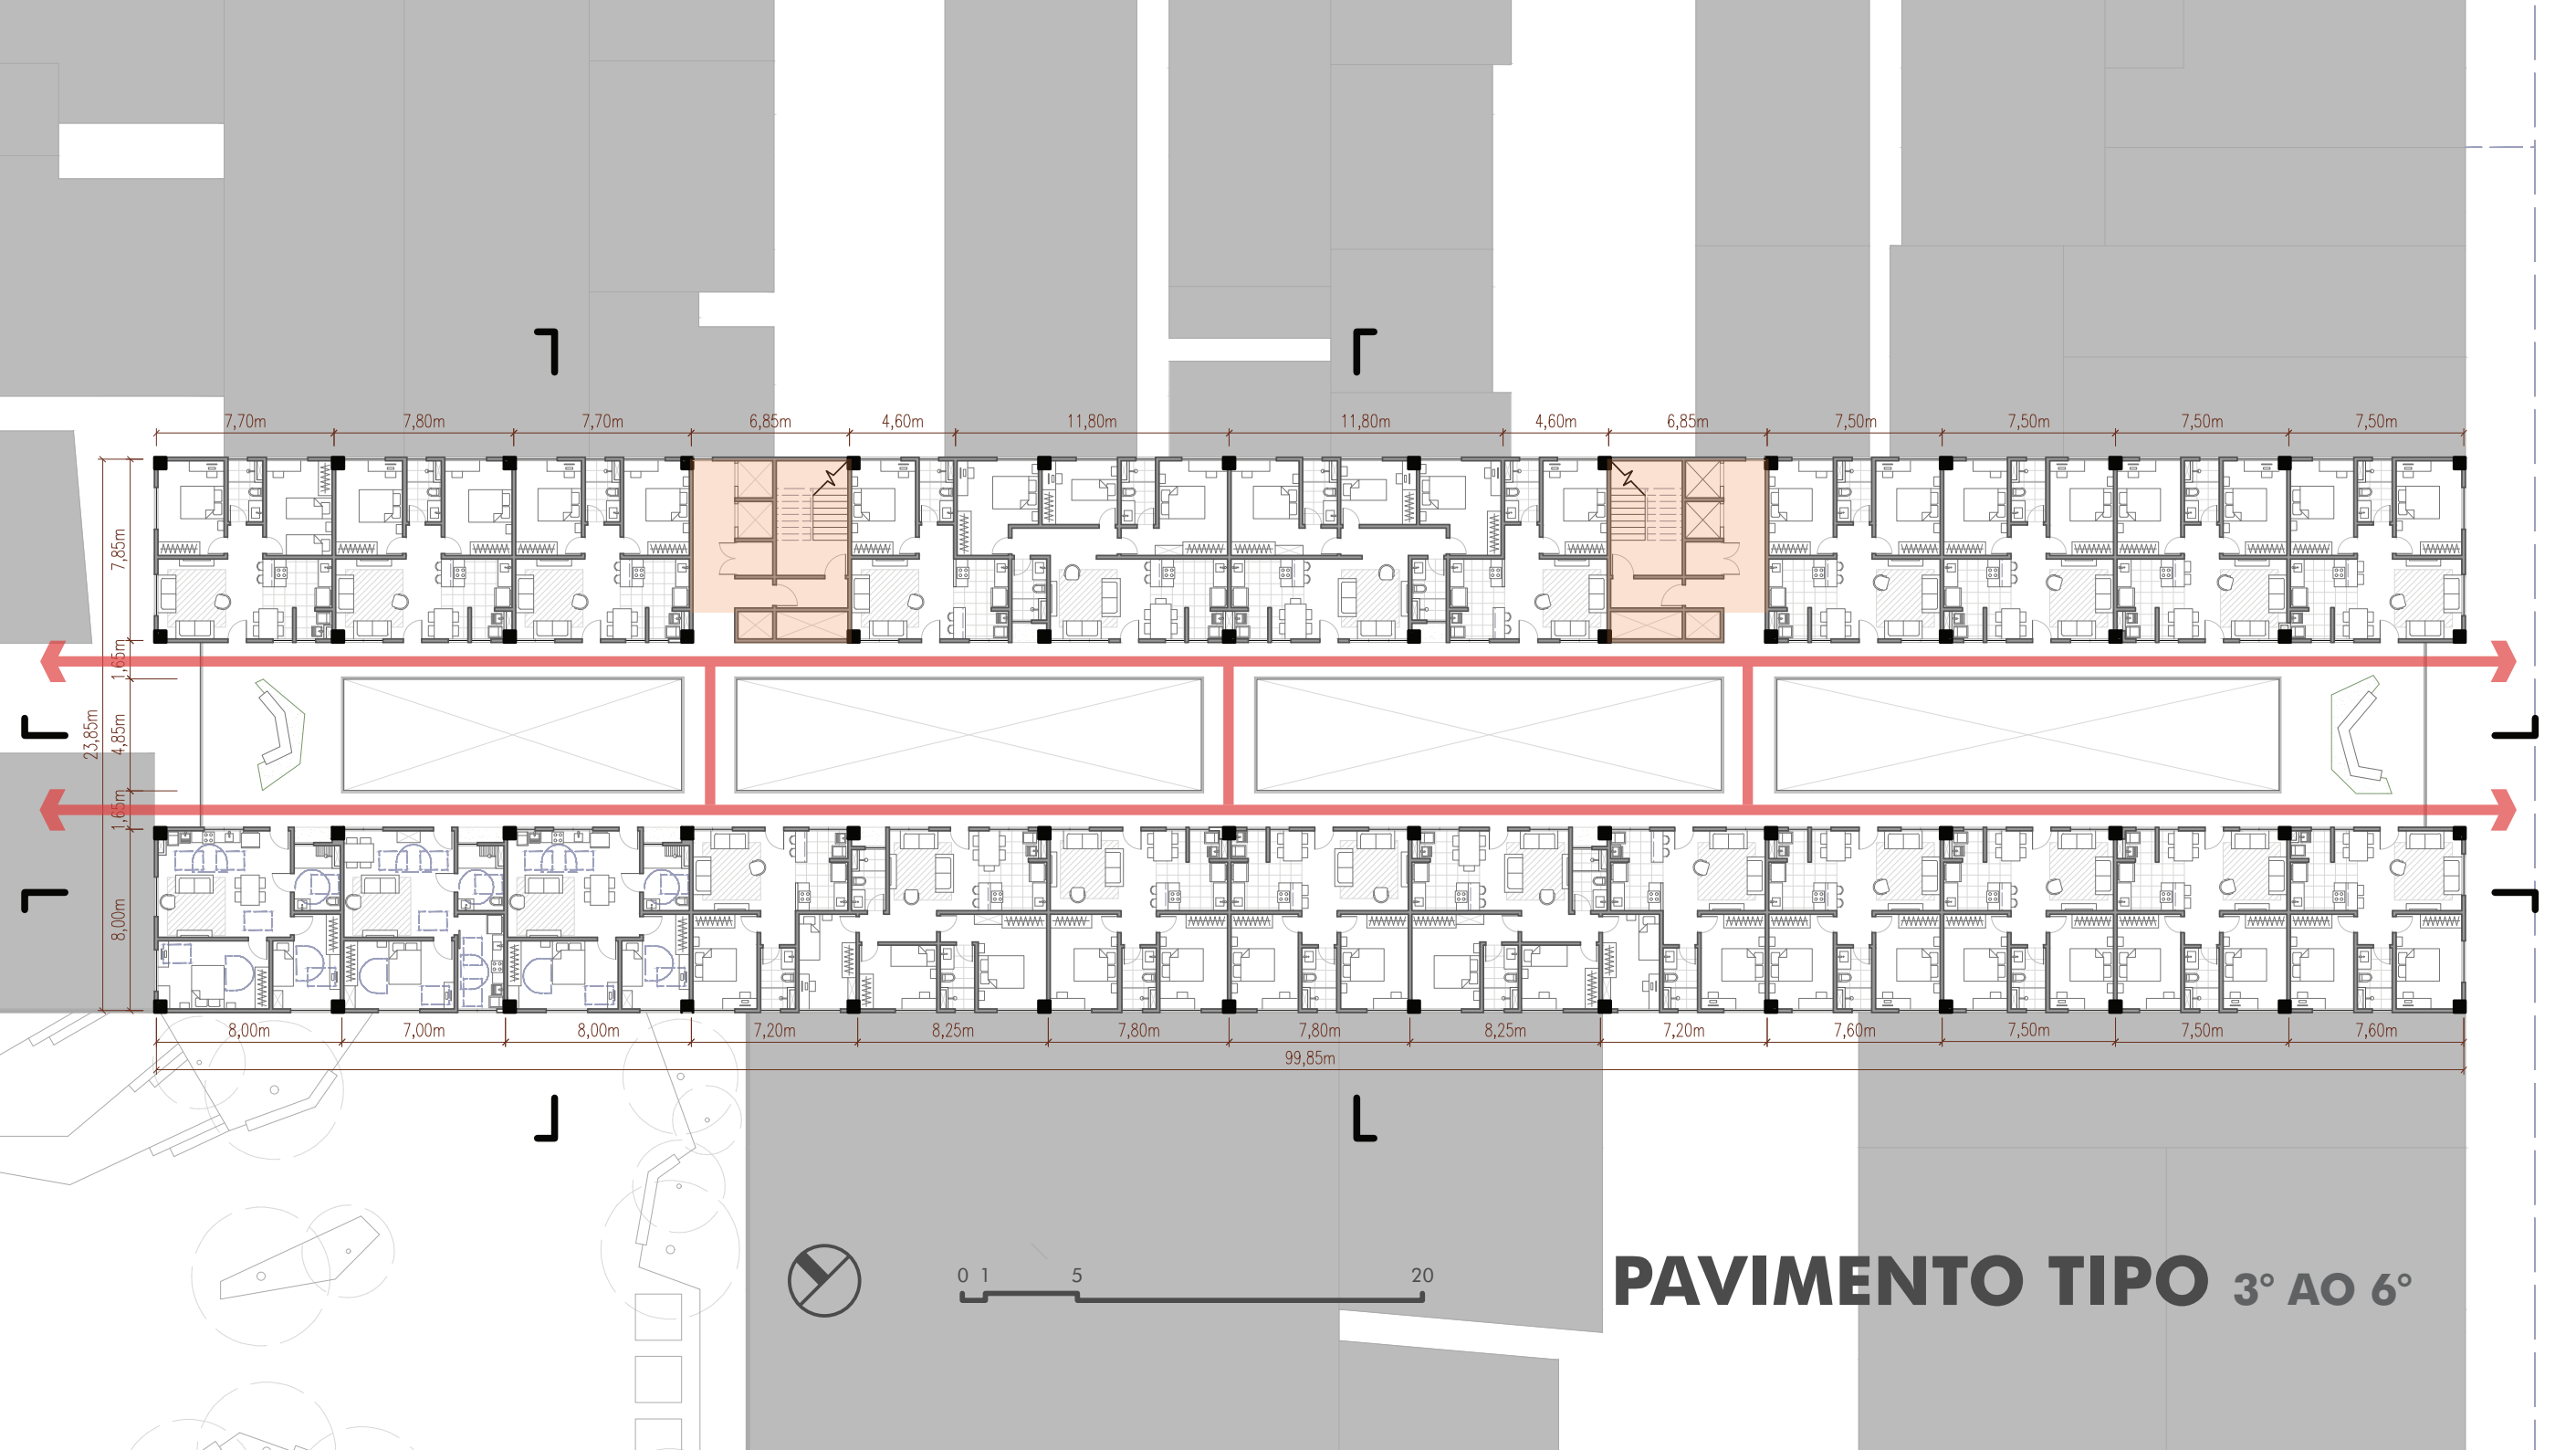 7,70m 7,80m 7,70m 6,85m 4,60m 11,80m 11,80m 4,60m 6,85m 7,50m 7,50m 7,50m 7,50m
7,85m
1,65m
23,85m
4,85m
1,65m
8,00m
8,00m 7,00m 8,00m 7,20m 8,25m 7,80m 7,80m 8,25m 7,20m 7,60m 7,50m 7,50m 7,60m
99,85m
0 1 5 20
PAVIMENTO TIPO 3° AO 6°